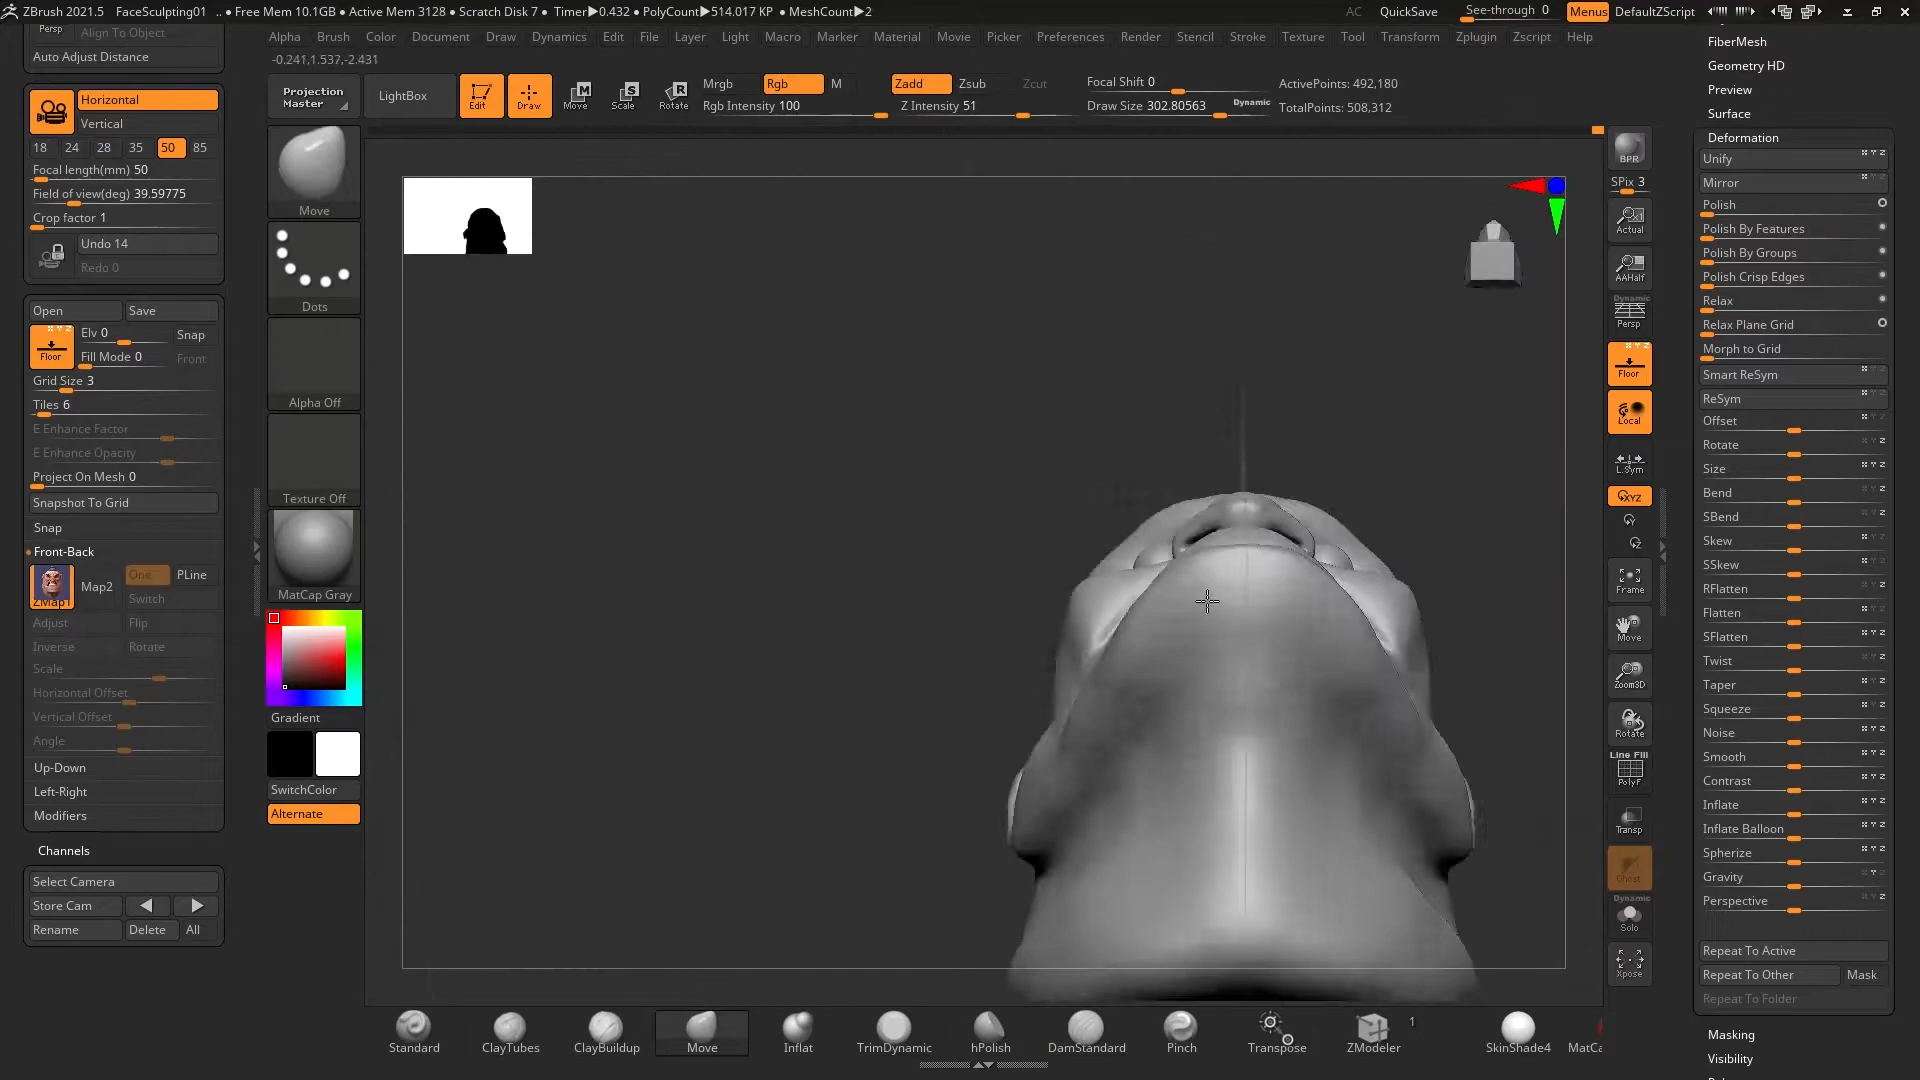 ZBrush 2021.5 FaceSculpting01 .. • Free Mem 10.1GB • Active Mem 3128 • Scratch Disk 7 • Timer▶0.432 • PolyCount▶514.017 KP • MeshCount▶2 AC QuickSave See-through 0 Menus DefaultZScript
Alpha Brush Color Document Draw Dynamics Edit File Layer Light Macro Marker Material Movie Picker Preferences Render Stencil Stroke Texture Tool Transform Zplugin Zscript Help
-0.241,1.537,-2.431
Persp Align To Object
Auto Adjust Distance
Horizontal
Vertical
18 24 28 35 50 85
Focal length(mm) 50
Field of view(deg) 39.59775
Crop factor 1
Undo 14
Redo 0
Open Save
Floor Elv 0 Snap
Fill Mode 0 Front
Grid Size 3
Tiles 6
E Enhance Factor
E Enhance Opacity
Project On Mesh 0
Snapshot To Grid
Snap
Front-Back
ZMap1 Map2 One PLine
Switch
Adjust Flip
Inverse Rotate
Scale
Horizontal Offset
Vertical Offset
Angle
Up-Down
Left-Right
Modifiers
Channels
Select Camera
Store Cam
Rename Delete All
Projection Master
LightBox
Edit Draw Move Scale Rotate
Mrgb Rgb M
Rgb Intensity 100
Zadd Zsub Zcut
Z Intensity 51
Focal Shift 0
Draw Size 302.80563 Dynamic
ActivePoints: 492,180
TotalPoints: 508,312
Move
Dots
Alpha Off
Texture Off
MatCap Gray
Gradient
SwitchColor
Alternate
BPR
SPix 3
Actual
AAHalf
Dynamic
Persp
Floor
Local
L.Sym
XYZ
Y
Z
Frame
Move
Zoom3D
Rotate
Line Fill
PolyF
Transp
Ghost
Dynamic
Solo
Xpose
FiberMesh
Geometry HD
Preview
Surface
Deformation
Unify
Mirror
Polish
Polish By Features
Polish By Groups
Polish Crisp Edges
Relax
Relax Plane Grid
Morph to Grid
Smart ReSym
ReSym
Offset
Rotate
Size
Bend
SBend
Skew
SSkew
RFlatten
Flatten
SFlatten
Twist
Taper
Squeeze
Noise
Smooth
Contrast
Inflate
Inflate Balloon
Spherize
Gravity
Perspective
Repeat To Active
Repeat To Other Mask
Repeat To Folder
Masking
Visibility
Standard ClayTubes ClayBuildup Move Inflat TrimDynamic hPolish DamStandard Pinch Transpose ZModeler 1 SkinShade4 MatCa